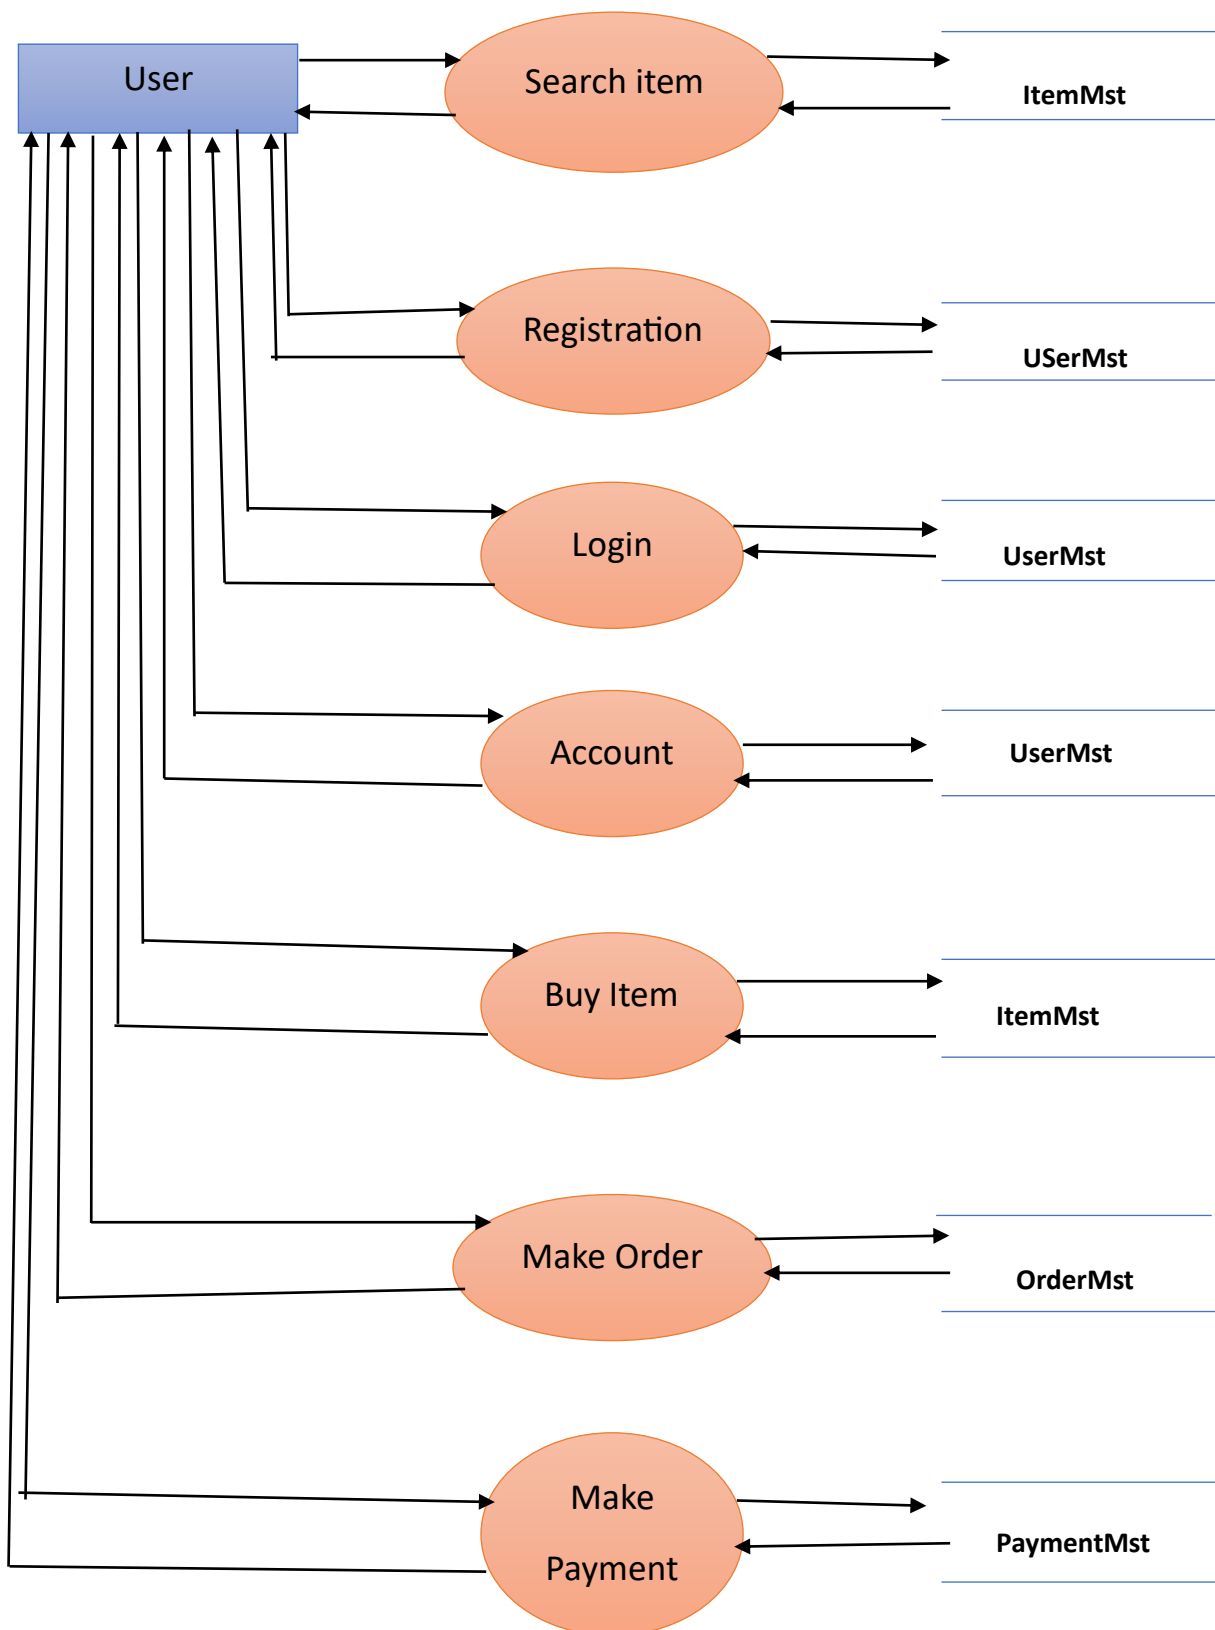 User
Search item
ItemMst
Registration
USerMst
Login
UserMst
Account
UserMst
Buy Item
ItemMst
Make Order
OrderMst
Make
Payment
PaymentMst